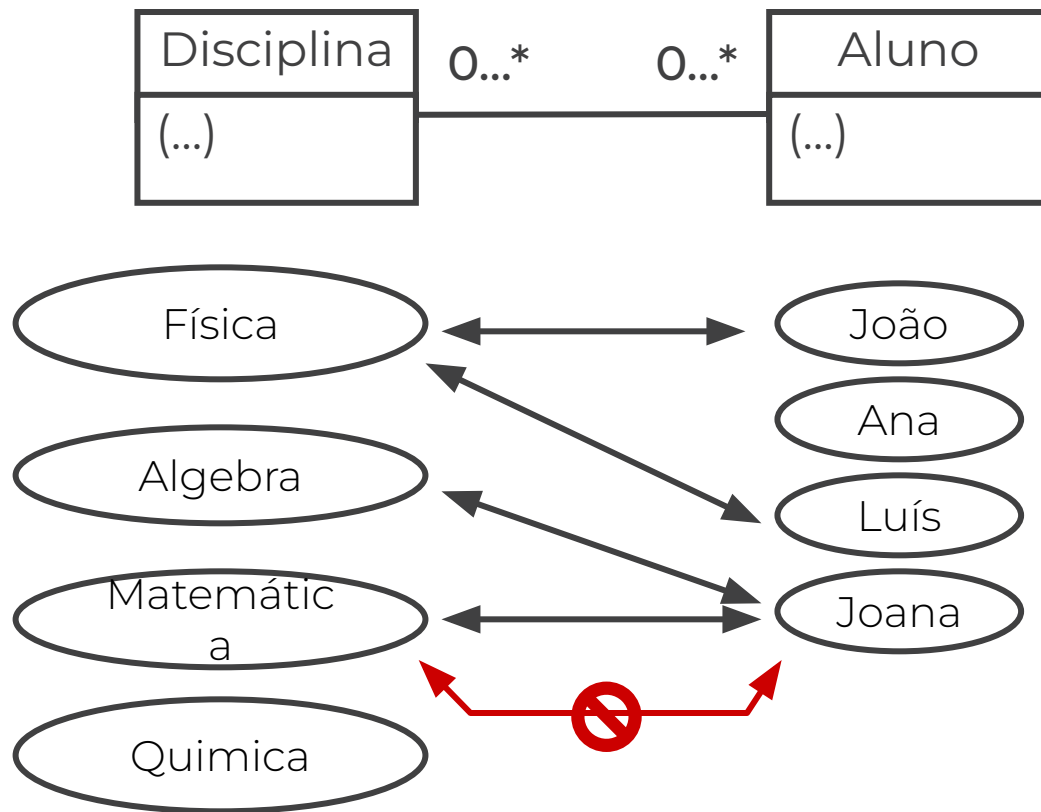 Disciplina
0...*
0...*
Aluno
(...)
(...)
Física
João
Ana
Algebra
Luís
Matemátic
a
Joana
Quimica